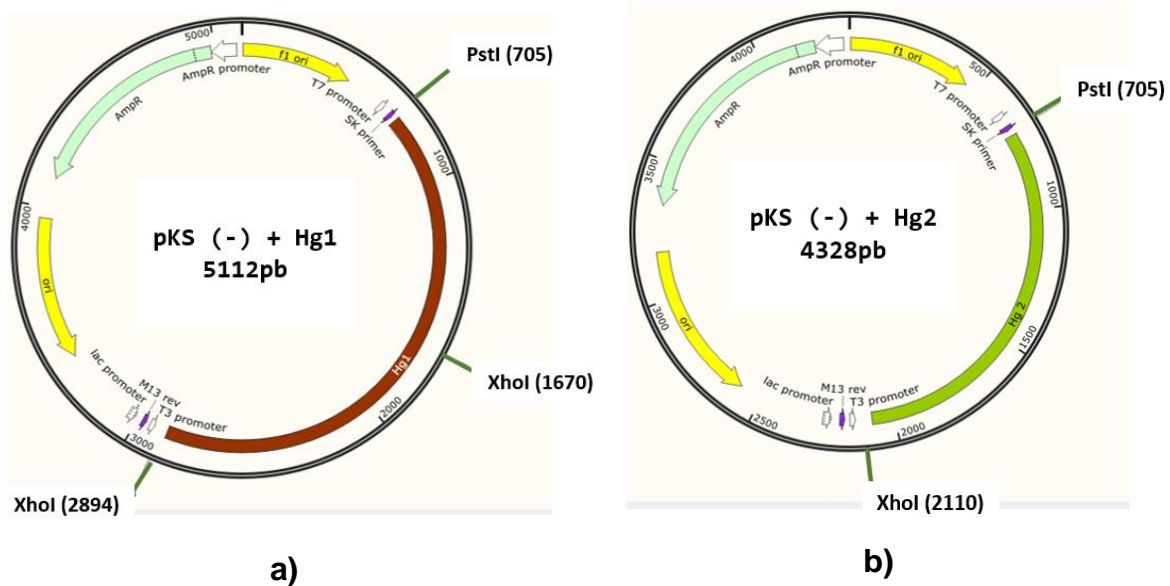 5000
f1 ori
AmpR promoter
AmpR
T7 promoter
SK primer
PstI (705)
1000
4000
pKS (-) + Hg1
5112pb
ori
Hg1
XhoI (1670)
2000
lac promoter
M13 rev
T3 promoter
3000
XhoI (2894)
a)
4000
f1 ori
500
AmpR promoter
AmpR
T7 promoter
SK primer
PstI (705)
3500
1000
pKS (-) + Hg2
4328pb
ori
Hg 2
3000
1500
lac promoter
M13 rev
T3 promoter
2500
2000
XhoI (2110)
b)